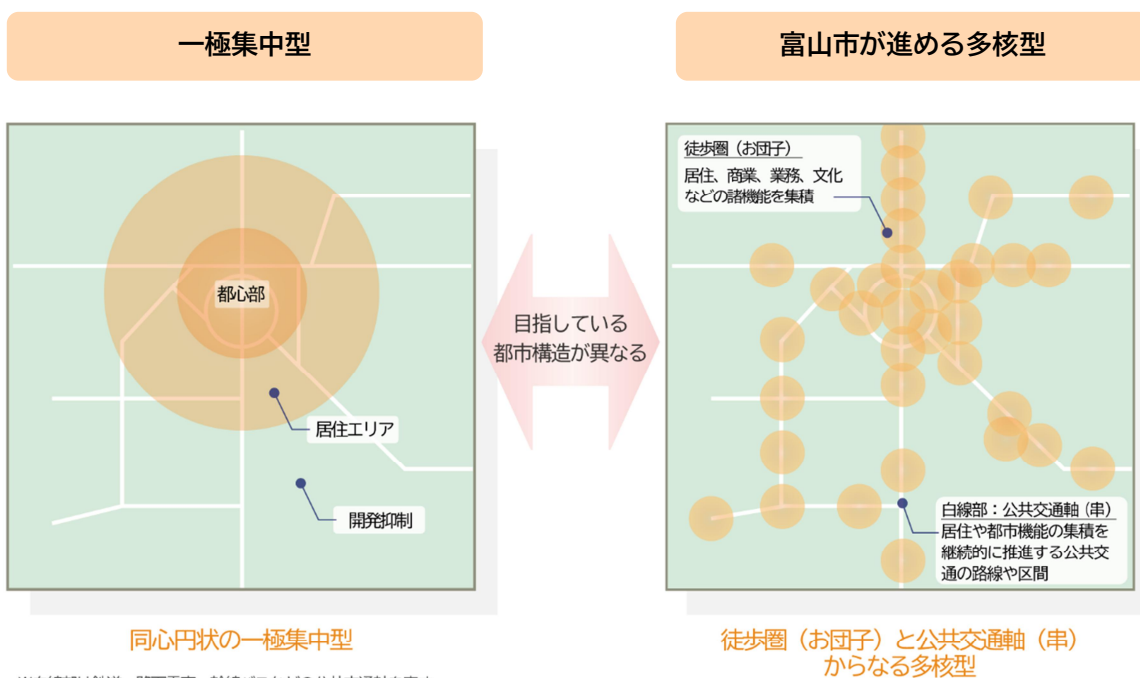 一極集中型
富山市が進める多核型
徒歩圏（お団子）
居住、商業、業務、文化
などの諸機能を集積
都心部
目指している
都市構造が異なる
居住エリア
開発抑制
白線部：公共交通軸（串）
居住や都市機能の集積を
継続的に推進する公共交
通の路線や区間
同心円状の一極集中型
徒歩圏（お団子）と公共交通軸（串）
からなる多核型